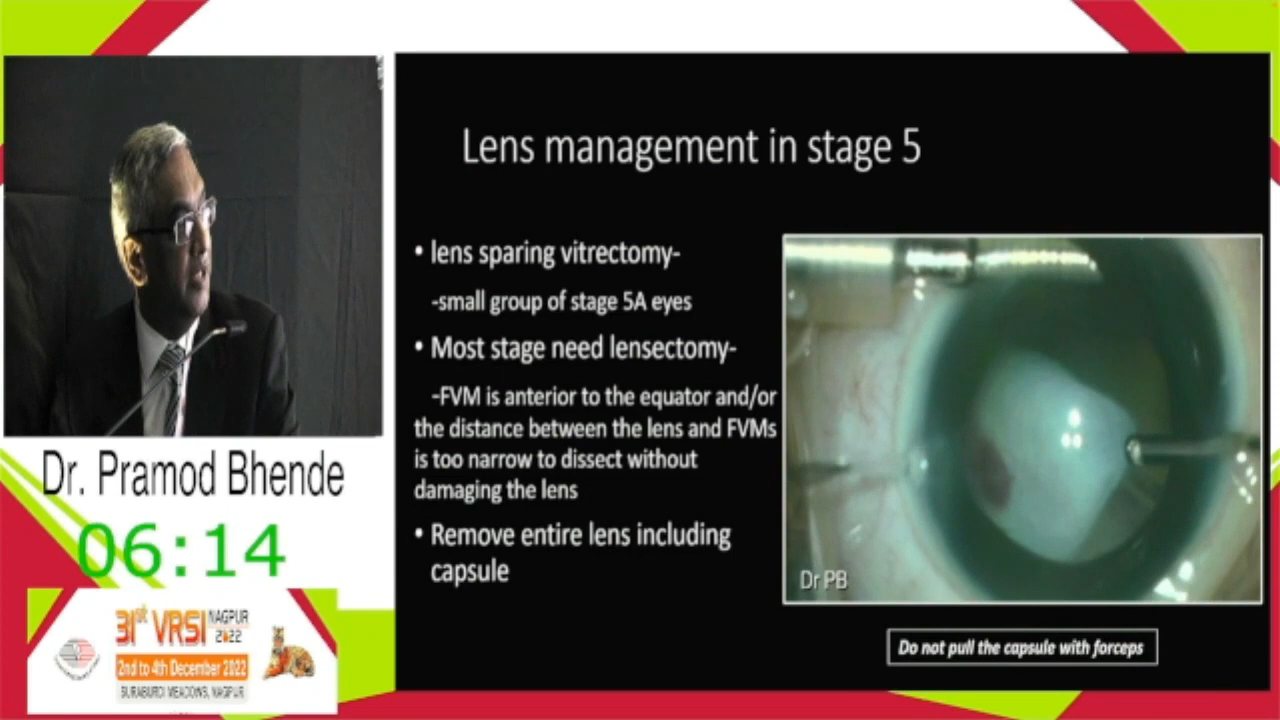 Lens management in stage 5
• lens sparing vitrectomy-
-small group of stage 5A eyes
• Most stage need lensectomy-
-FVM is anterior to the equator and/or
the distance between the lens and FVMs
is too narrow to dissect without
damaging the lens
• Remove entire lens including
capsule
Dr PB
Do not pull the capsule with forceps
Dr. Pramod Bhende
06:14
31st VRSI NAGPUR
2022
2nd to 4th December 2022
SURABURDI MEADOWS, NAGPUR